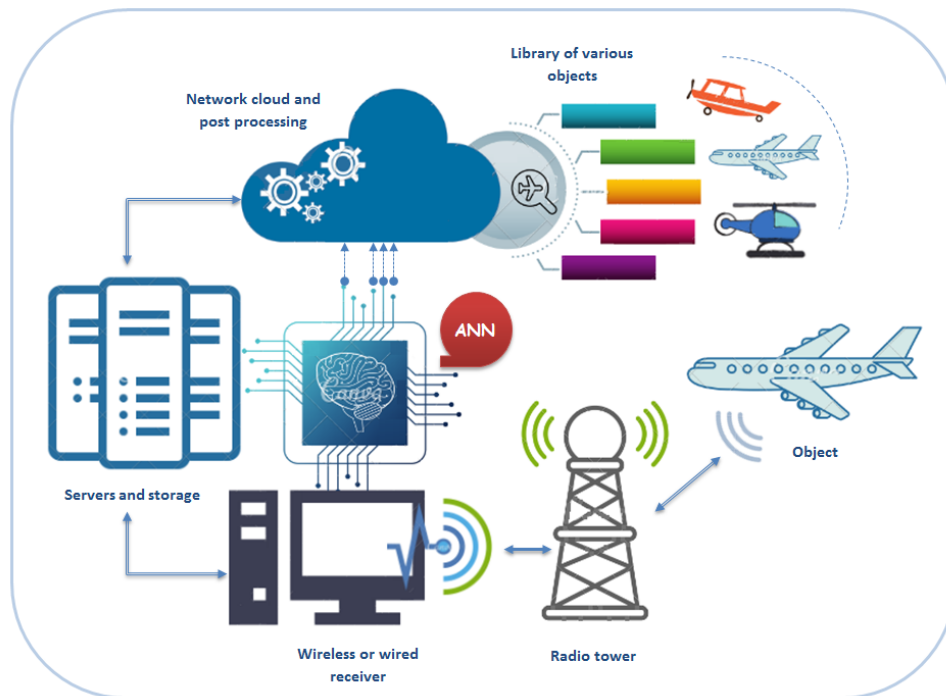 Library of various
objects
Network cloud and
post processing
ANN
Canva
Object
Servers and storage
Wireless or wired
receiver
Radio tower